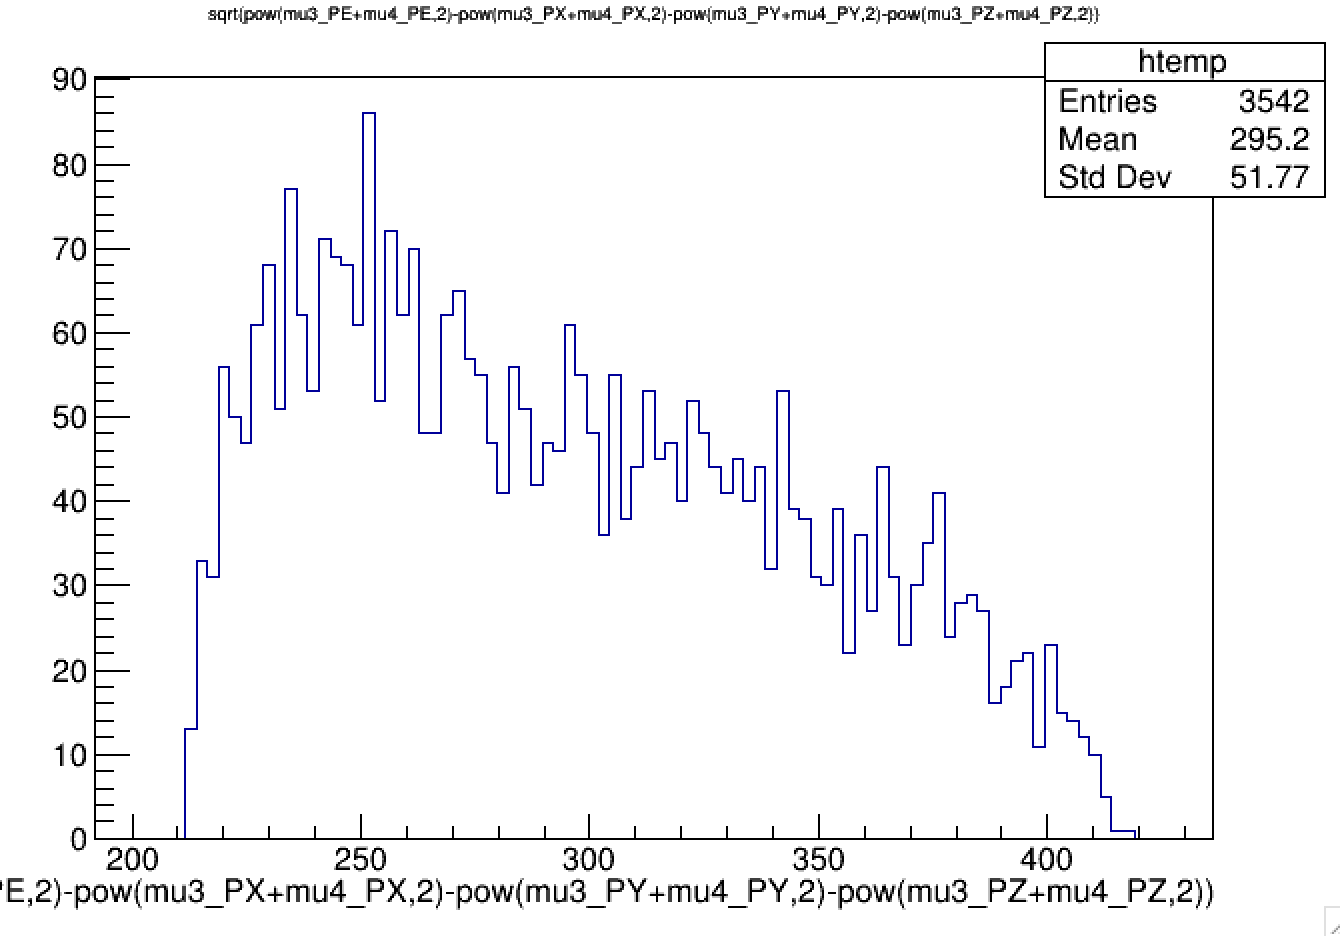 sqrt(pow(mu3_PE+mu4_PE,2)-pow(mu3_PX+mu4_PX,2)-pow(mu3_PY+mu4_PY,2)-pow(mu3_PZ+mu4_PZ,2))
htemp
Entries 3542
Mean 295.2
Std Dev 51.77
90
80
70
60
50
40
30
20
10
0
200 250 300 350 400
PE,2)-pow(mu3_PX+mu4_PX,2)-pow(mu3_PY+mu4_PY,2)-pow(mu3_PZ+mu4_PZ,2))